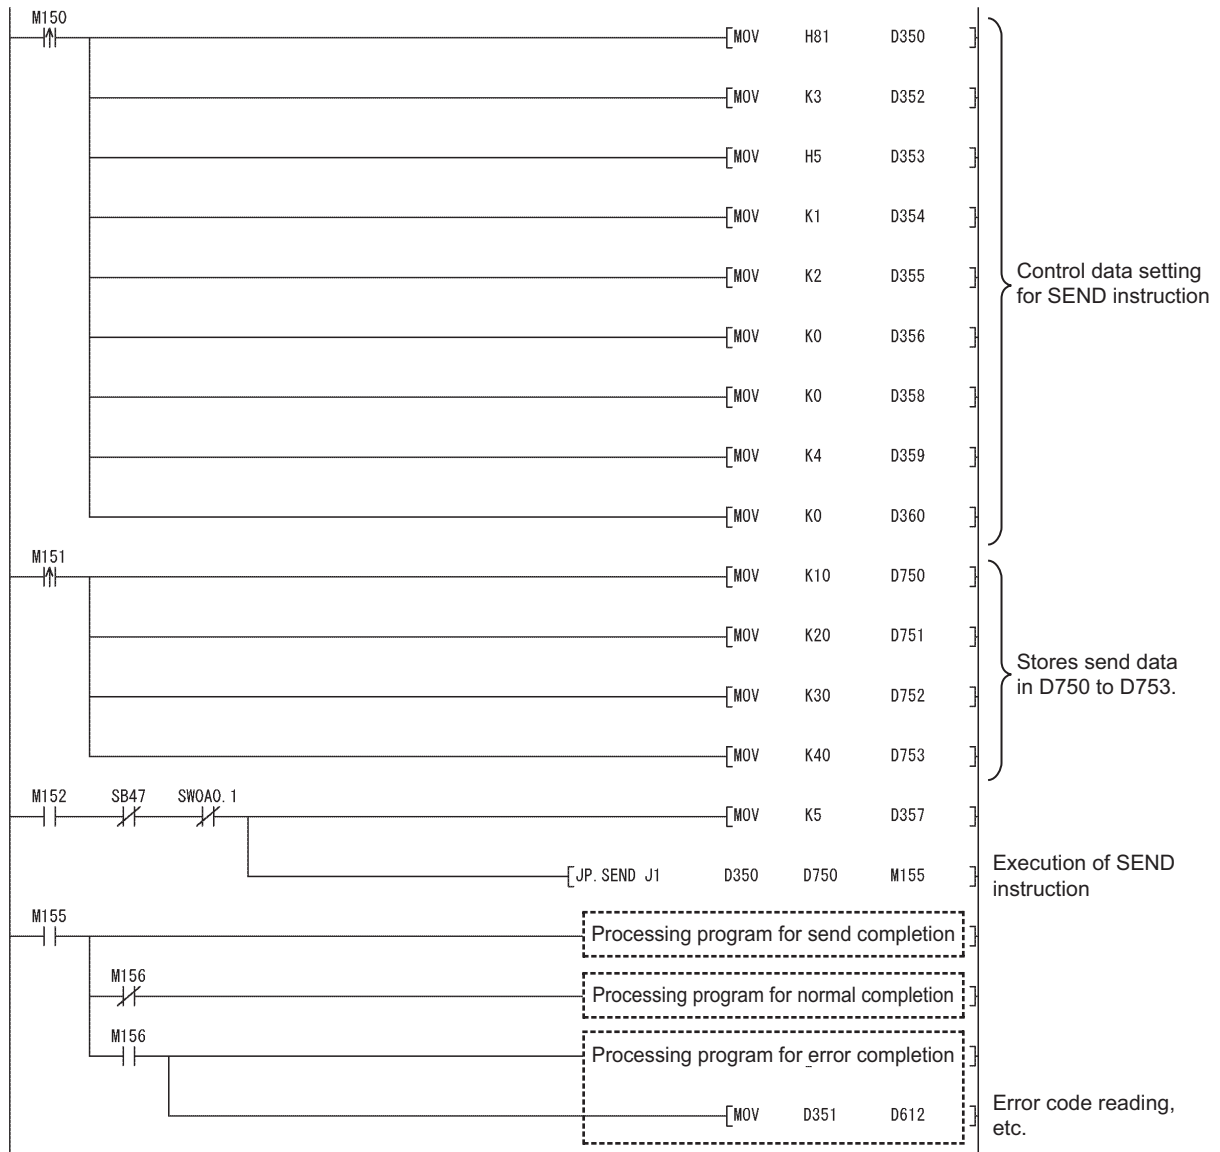 M150
[MOV H81 D350 ]
[MOV K3 D352 ]
[MOV H5 D353 ]
[MOV K1 D354 ]
[MOV K2 D355 ]
[MOV K0 D356 ]
[MOV K0 D358 ]
[MOV K4 D359 ]
[MOV K0 D360 ]
Control data setting
for SEND instruction
M151
[MOV K10 D750 ]
[MOV K20 D751 ]
[MOV K30 D752 ]
[MOV K40 D753 ]
Stores send data
in D750 to D753.
M152 SB47 SW0A0.1
[MOV K5 D357 ]
[JP.SEND J1 D350 D750 M155 ]
Execution of SEND
instruction
M155
Processing program for send completion ]
M156
Processing program for normal completion ]
M156
Processing program for error completion ]
[MOV D351 D612 ]
Error code reading,
etc.